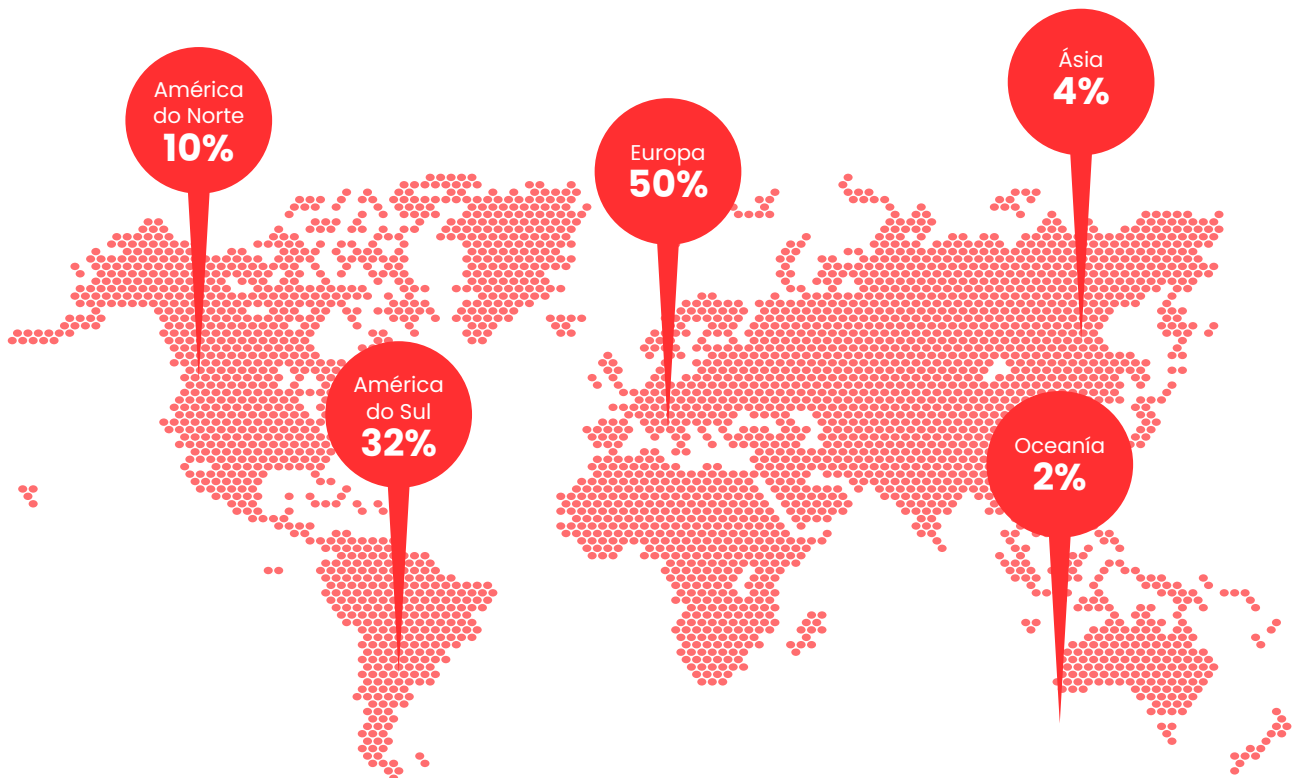 América
do Norte
10%
Europa
50%
Ásia
4%
América
do Sul
32%
Oceanía
2%